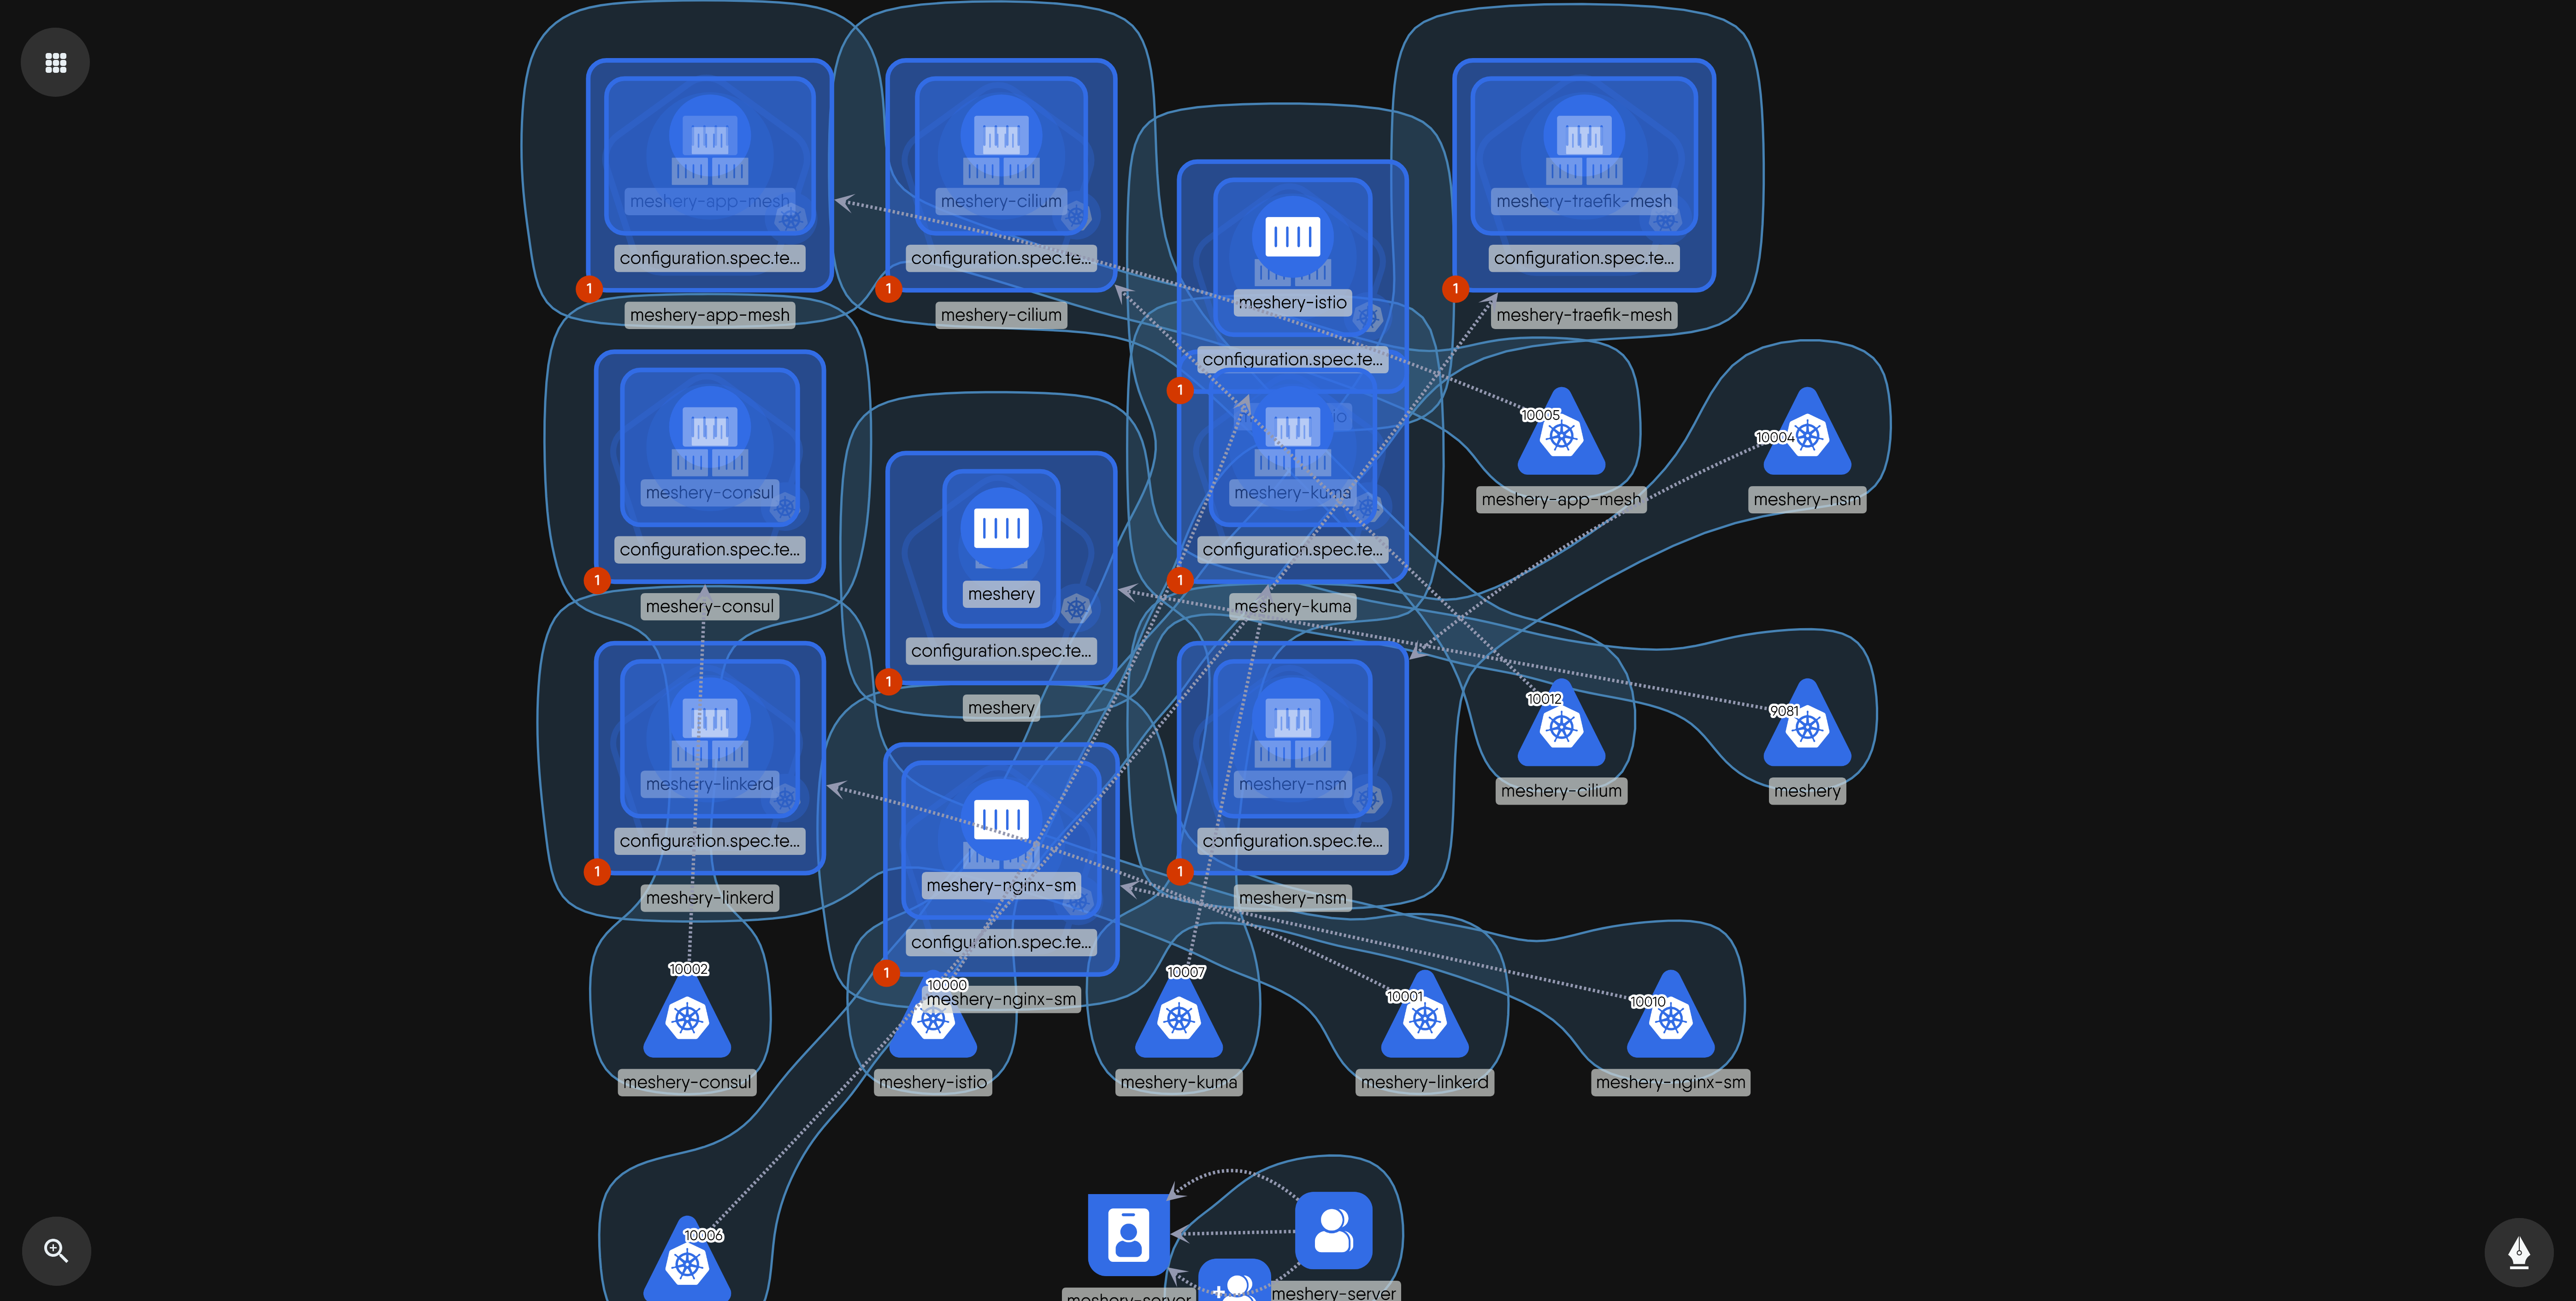 meshery-app-mesh
configuration.spec.te...
1
meshery-app-mesh
meshery-cilium
configuration.spec.te...
1
meshery-cilium
meshery-istio
configuration.spec.te...
1
io
meshery-traefik-mesh
configuration.spec.te...
1
meshery-traefik-mesh
meshery-consul
configuration.spec.te...
1
meshery-consul
meshery
configuration.spec.te...
1
meshery
meshery-kuma
configuration.spec.te...
1
meshery-kuma
10005
meshery-app-mesh
10004
meshery-nsm
meshery-linkerd
configuration.spec.te...
1
meshery-linkerd
meshery-nginx-sm
configuration.spec.te...
1
meshery-nginx-sm
meshery-nsm
configuration.spec.te...
1
meshery-nsm
10012
meshery-cilium
9081
meshery
10002
meshery-consul
10000
meshery-istio
10007
meshery-kuma
10001
meshery-linkerd
10010
meshery-nginx-sm
10006
meshery-server
meshery-server